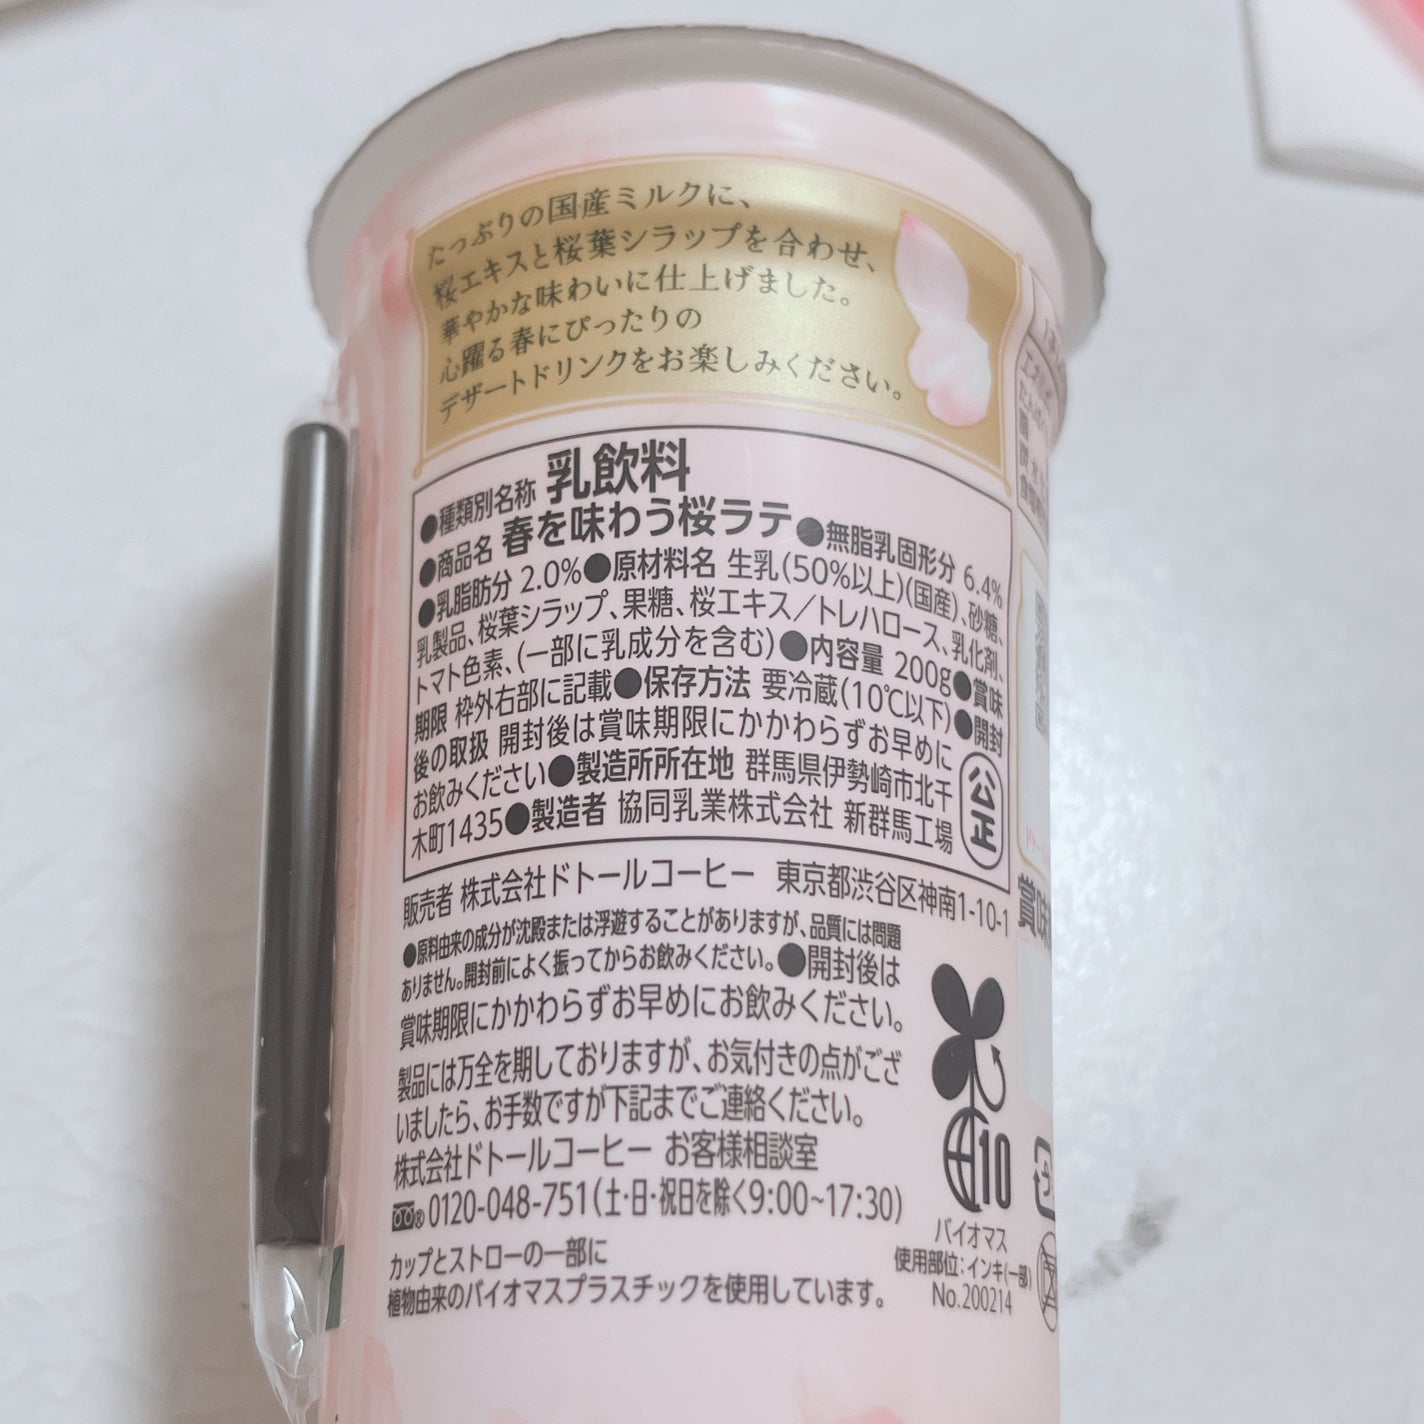 たっぷりの国産ミルクに、
桜エキスと桜葉シラップを合わせ、
華やかな味わいに仕上げました。
心躍る春にぴったりの
デザートドリンクをお楽しみください。
●種類別名称 乳飲料
●商品名 春を味わう桜ラテ●無脂乳固形分 6.4%
●乳脂肪分 2.0%●原材料名 生乳(50%以上)(国産)、砂糖、
乳製品、桜葉シラップ、果糖、桜エキス／トレハロース、乳化剤、
トマト色素、(一部に乳成分を含む)●内容量 200g●賞味
期限 枠外右部に記載●保存方法 要冷蔵(10℃以下)●開封
後の取扱 開封後は賞味期限にかかわらずお早めに
お飲みください●製造所所在地 群馬県伊勢崎市北千
木町1435●製造者 協同乳業株式会社 新群馬工場
公正
販売者 株式会社ドトールコーヒー 東京都渋谷区神南1-10-1
●原料由来の成分が沈殿または浮遊することがありますが、品質には問題
ありません。開封前によく振ってからお飲みください。●開封後は
賞味期限にかかわらずお早めにお飲みください。
製品には万全を期しておりますが、お気付きの点がござ
いましたら、お手数ですが下記までご連絡ください。
株式会社ドトールコーヒー お客様相談室
0120-048-751(土・日・祝日を除く9:00~17:30)
カップとストローの一部に
植物由来のバイオマスプラスチックを使用しています。
10
バイオマス
使用部位：インキ(一部)
No.200214
賞味